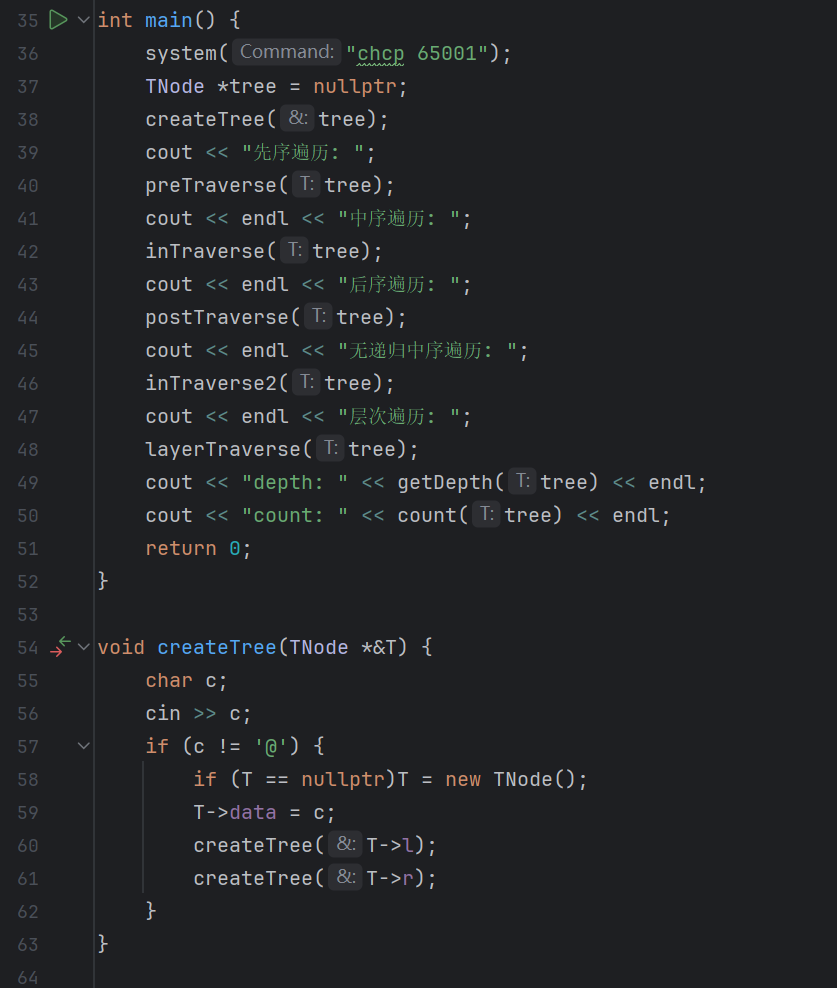 35 int main() {
36 system(Command: "chcp 65001");
37 TNode *tree = nullptr;
38 createTree(&: tree);
39 cout << "先序遍历: ";
40 preTraverse(T: tree);
41 cout << endl << "中序遍历: ";
42 inTraverse(T: tree);
43 cout << endl << "后序遍历: ";
44 postTraverse(T: tree);
45 cout << endl << "无递归中序遍历: ";
46 inTraverse2(T: tree);
47 cout << endl << "层次遍历: ";
48 layerTraverse(T: tree);
49 cout << "depth: " << getDepth(T: tree) << endl;
50 cout << "count: " << count(T: tree) << endl;
51 return 0;
52 }
53
54 void createTree(TNode *&T) {
55 char c;
56 cin >> c;
57 if (c != '@') {
58 if (T == nullptr)T = new TNode();
59 T->data = c;
60 createTree(&: T->l);
61 createTree(&: T->r);
62 }
63 }
64